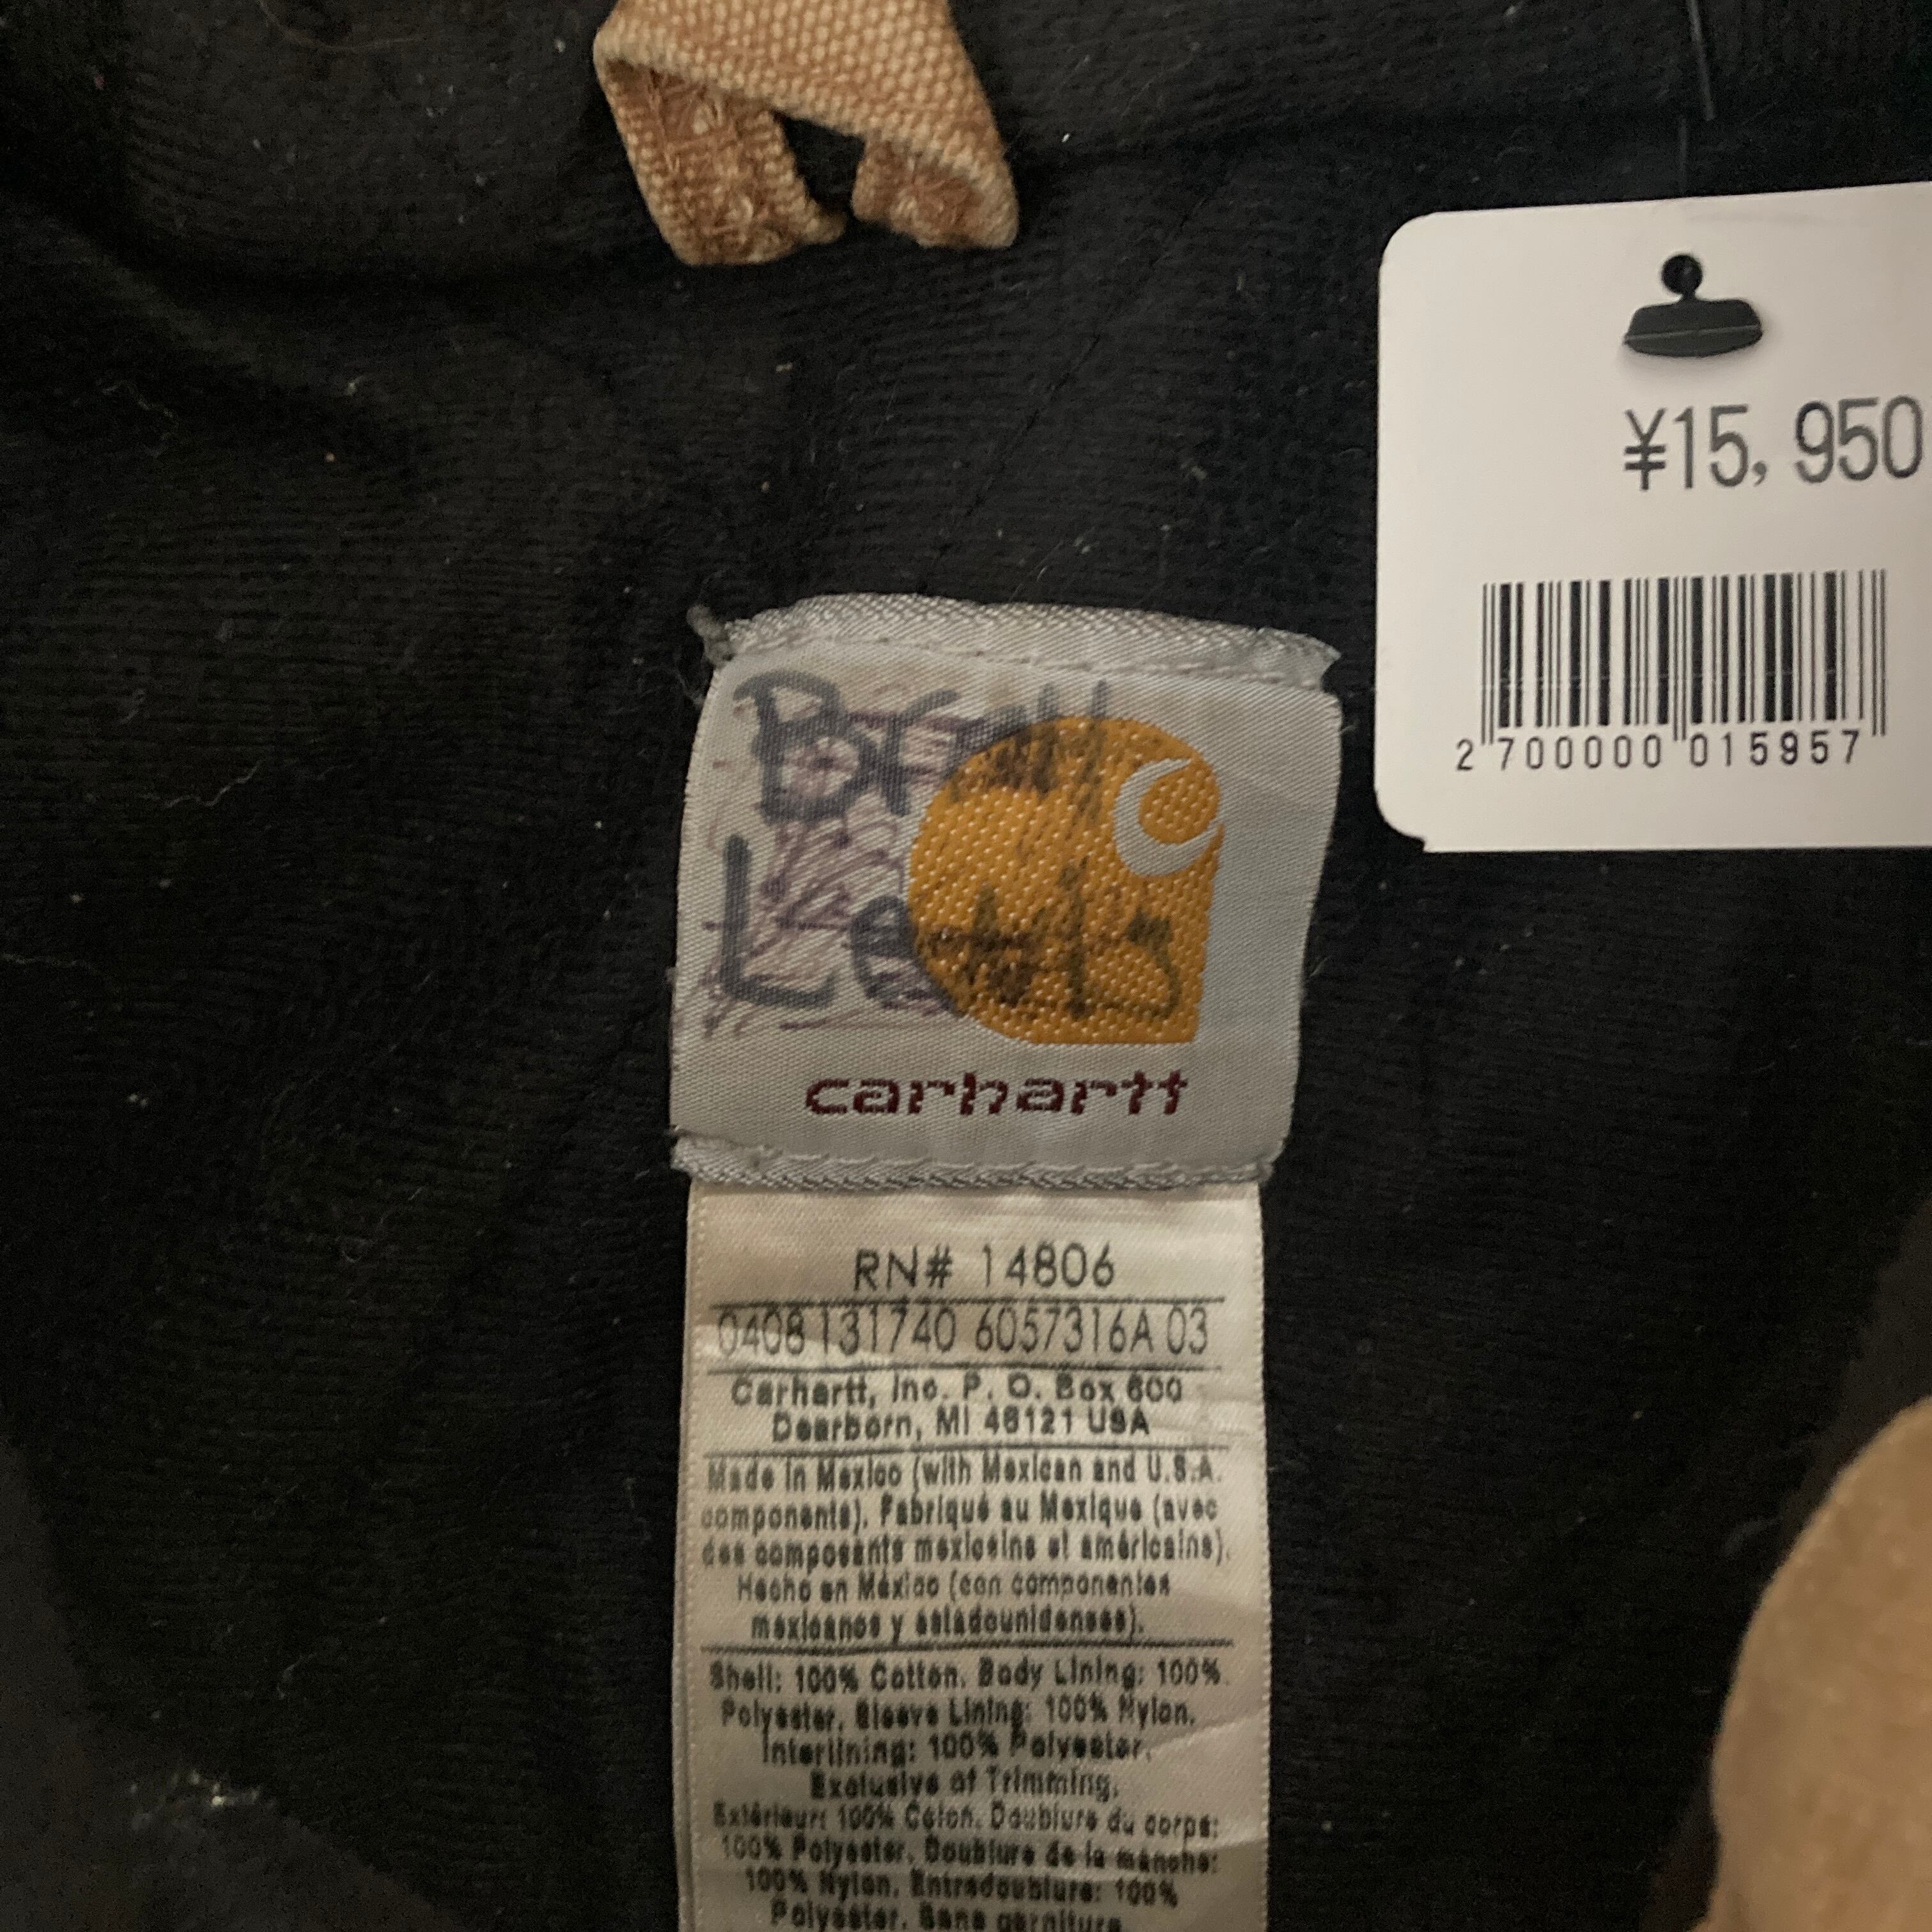 ¥15,950
2 700000 015957
Lewis
carhartt
RN# 14806
0408131740 6057316A 03
Carhartt, Inc. P. O. Box 600
Dearborn, MI 48121 USA
Made in Mexico (with Mexican and U.S.A.
components). Fabriqué au Mexique (avec
des composants mexicains et américains).
Hecho en México (con componentes
mexicanos y estadounidenses).
Shell: 100% Cotton. Body Lining: 100%
Polyester. Sleeve Lining: 100% Nylon.
Interlining: 100% Polyester.
Exclusive of Trimming.
Extérieur: 100% Coton. Doublure du corps:
100% Polyester. Doublure de la manche:
100% Nylon. Entredoublure: 100%
Polyester. Sans garniture.